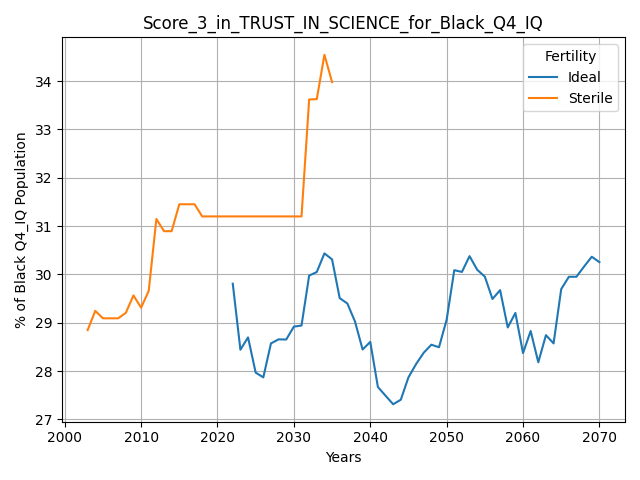 Score_3_in_TRUST_IN_SCIENCE_for_Black_Q4_IQ
Fertility
Ideal
Sterile
% of Black Q4_IQ Population
34
33
32
31
30
29
28
27
2000
2010
2020
2030
2040
2050
2060
2070
Years